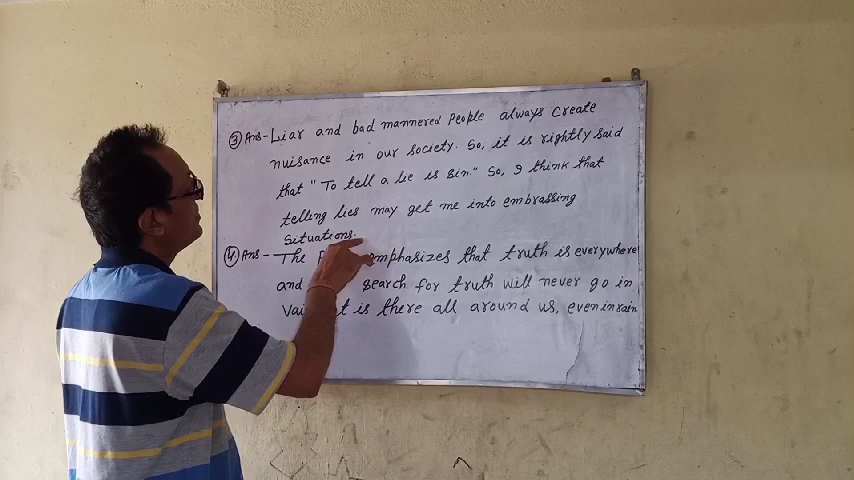 ③ Ans- Liar and bad mannered People always create
nuisance in our society. So, it is rightly said
that "To tell a lie is sin." So, I think that
telling lies may get me into embrassing
situations.
④ Ans- The emphasizes that truth is everywhere
and search for truth will never go in
is there all around us, even in rain